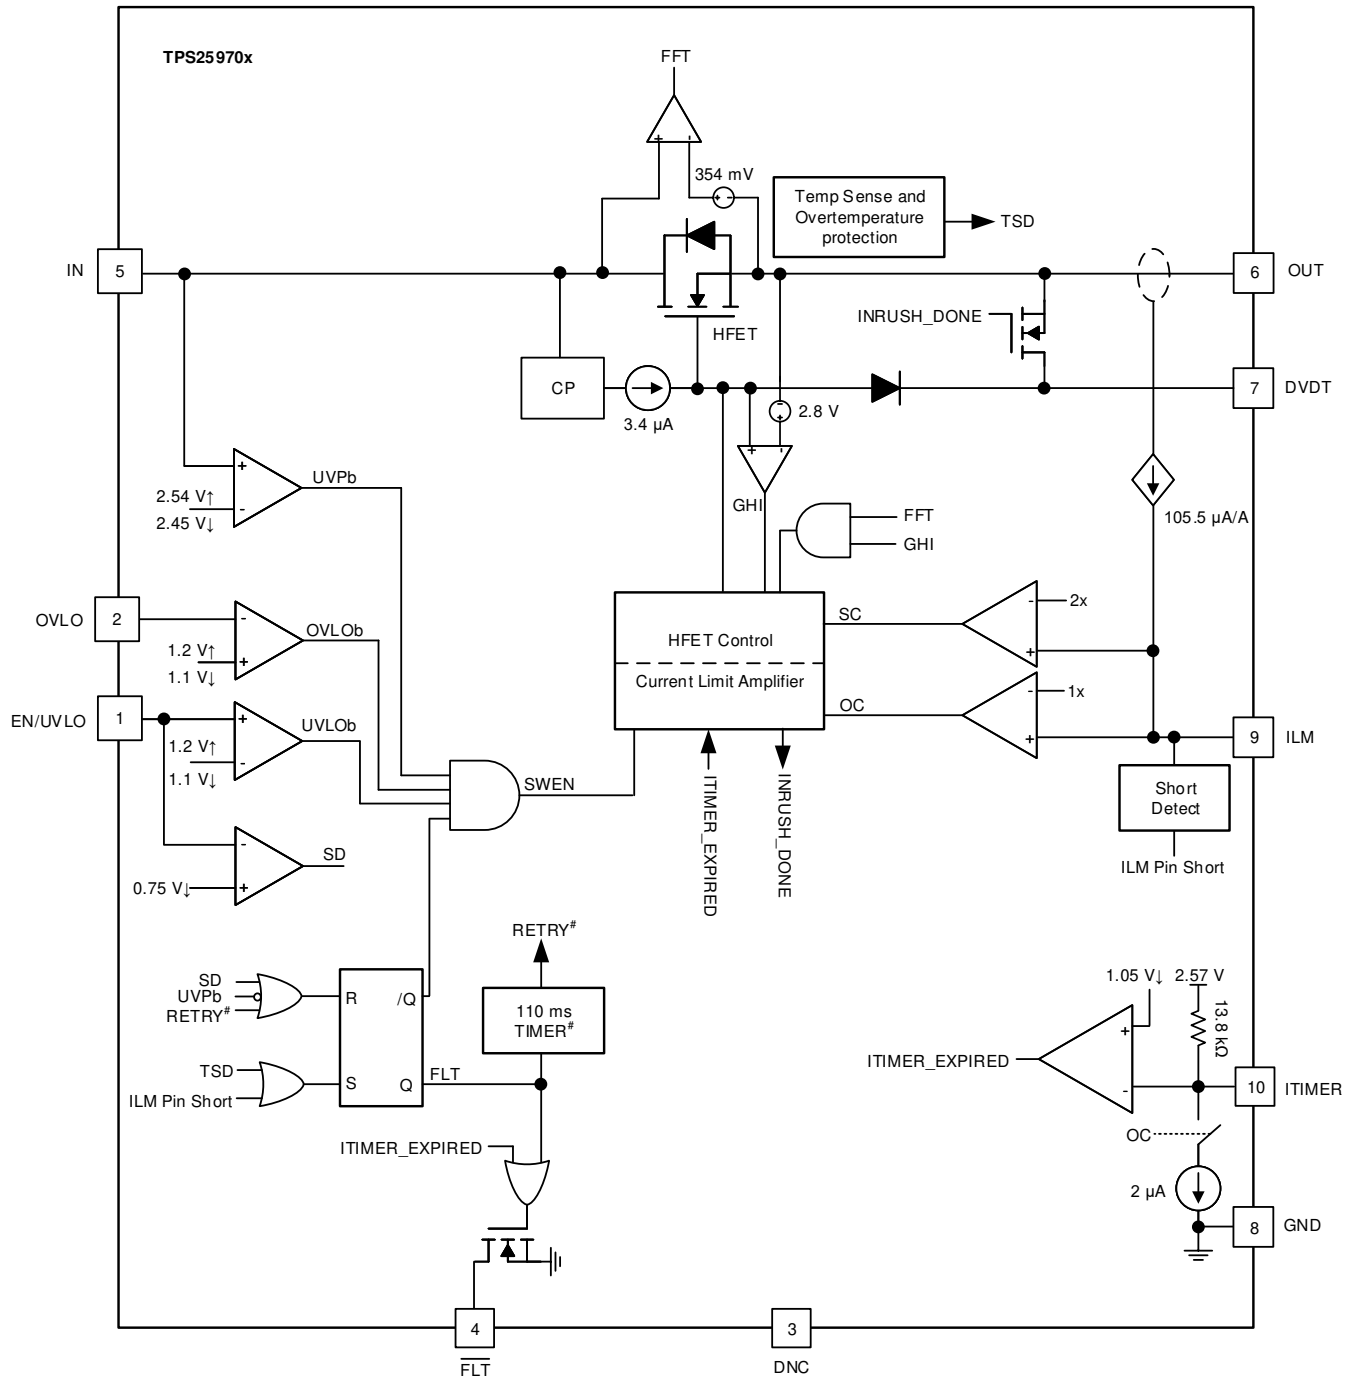 TPS25970x
FFT
+ -
354 mV
+ -
Temp Sense and
Overtemperature
protection
TSD
IN
5
6
OUT
INRUSH_DONE
HFET
CP
3.4 µA
2.8 V
-
+
7
DVDT
+ -
GHI
UVPb
+
-
2.54 V↑
2.45 V↓
FFT
GHI
105.5 µA/A
OVLO
2
OVLOb
-
+
1.2 V↑
1.1 V↓
HFET Control
Current Limit Amplifier
SC
-
2x
+
EN/UVLO
1
UVLOb
+
-
1.2 V↑
1.1 V↓
OC
-
1x
+
9
ILM
Short
Detect
ILM Pin Short
SWEN
ITIMER_EXPIRED
INRUSH_DONE
SD
-
+
0.75 V↓
RETRY#
110 ms
TIMER#
SD
UVPb
RETRY#
R
/Q
TSD
ILM Pin Short
S
Q
FLT
ITIMER_EXPIRED
1.05 V↓
2.57 V
13.8 kΩ
+
-
ITIMER_EXPIRED
10
ITIMER
OC
2 µA
8
GND
4
FLT
3
DNC